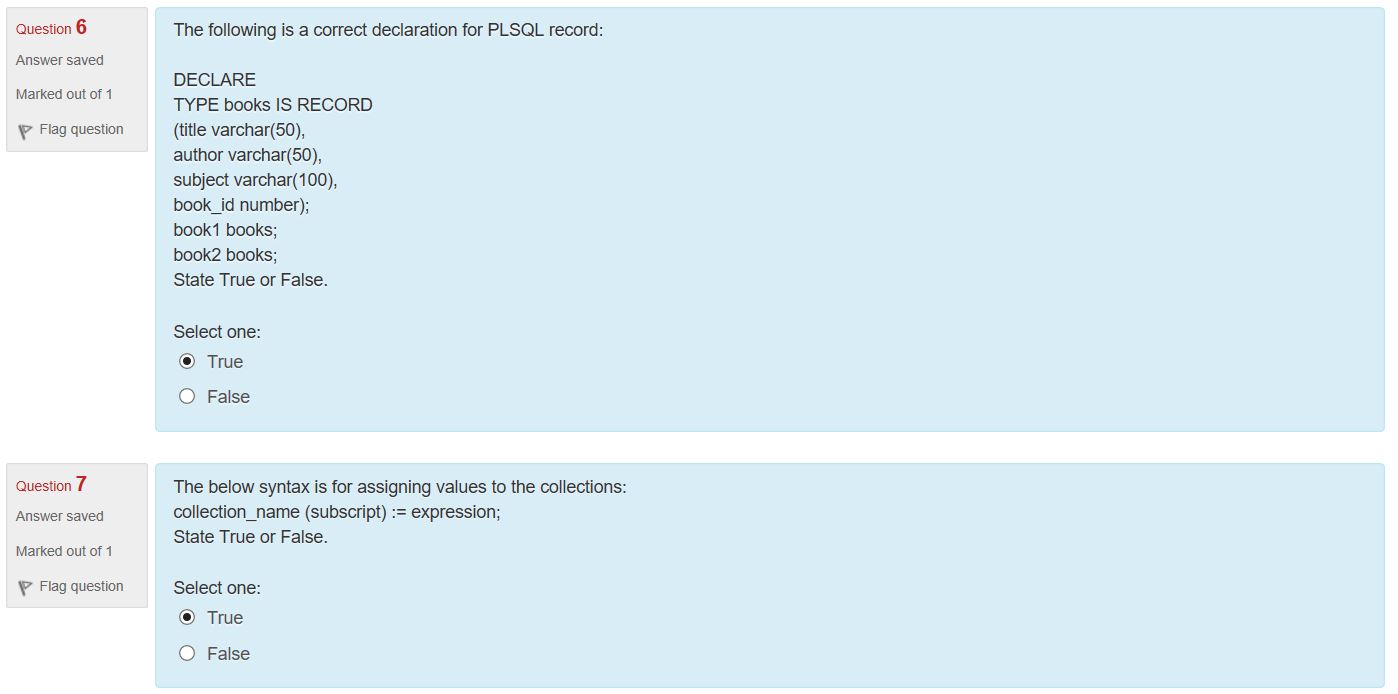 Question 6
Answer saved
Marked out of 1
Flag question
The following is a correct declaration for PLSQL record:
DECLARE
TYPE books IS RECORD
(title varchar(50),
author varchar(50),
subject varchar(100),
book_id number);
book1 books;
book2 books;
State True or False.
Select one:
True
False
Question 7
Answer saved
Marked out of 1
Flag question
The below syntax is for assigning values to the collections:
collection_name (subscript) := expression;
State True or False.
Select one:
True
False